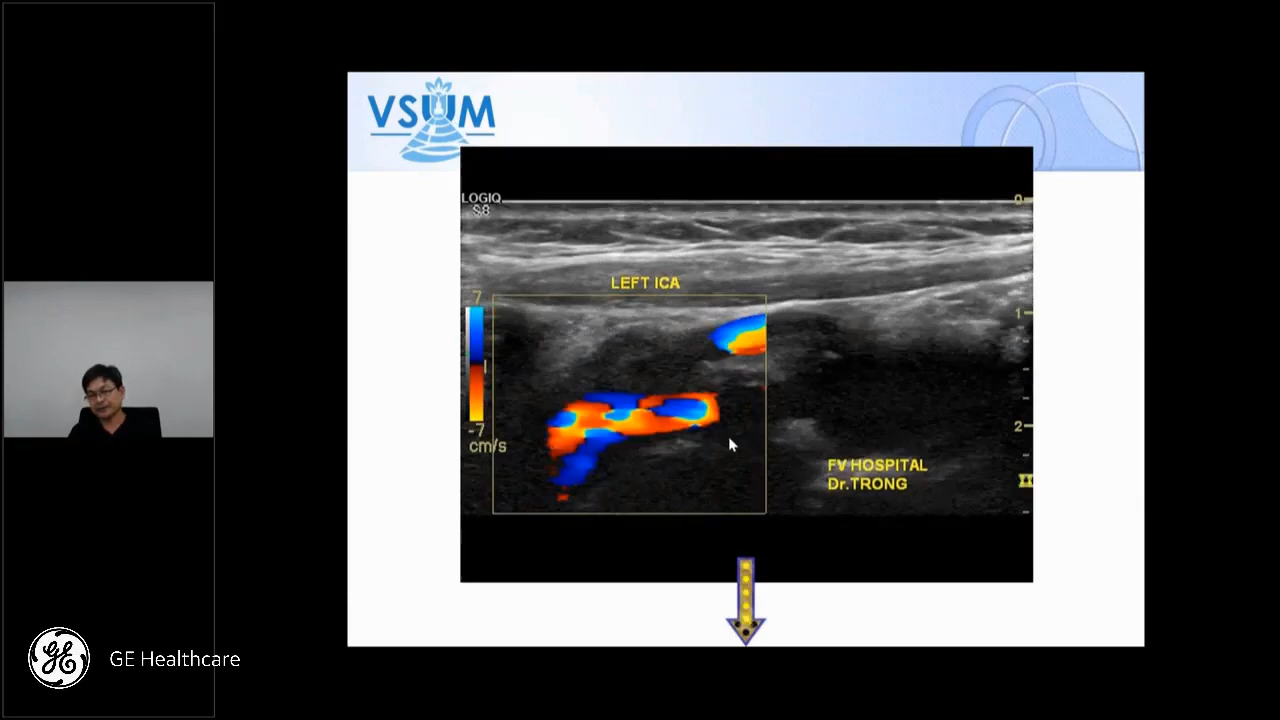 VSUM
LOGIQ
S8
0
LEFT ICA
7
1
-7
cm/s
2
FV HOSPITAL
Dr.TRONG
GE Healthcare